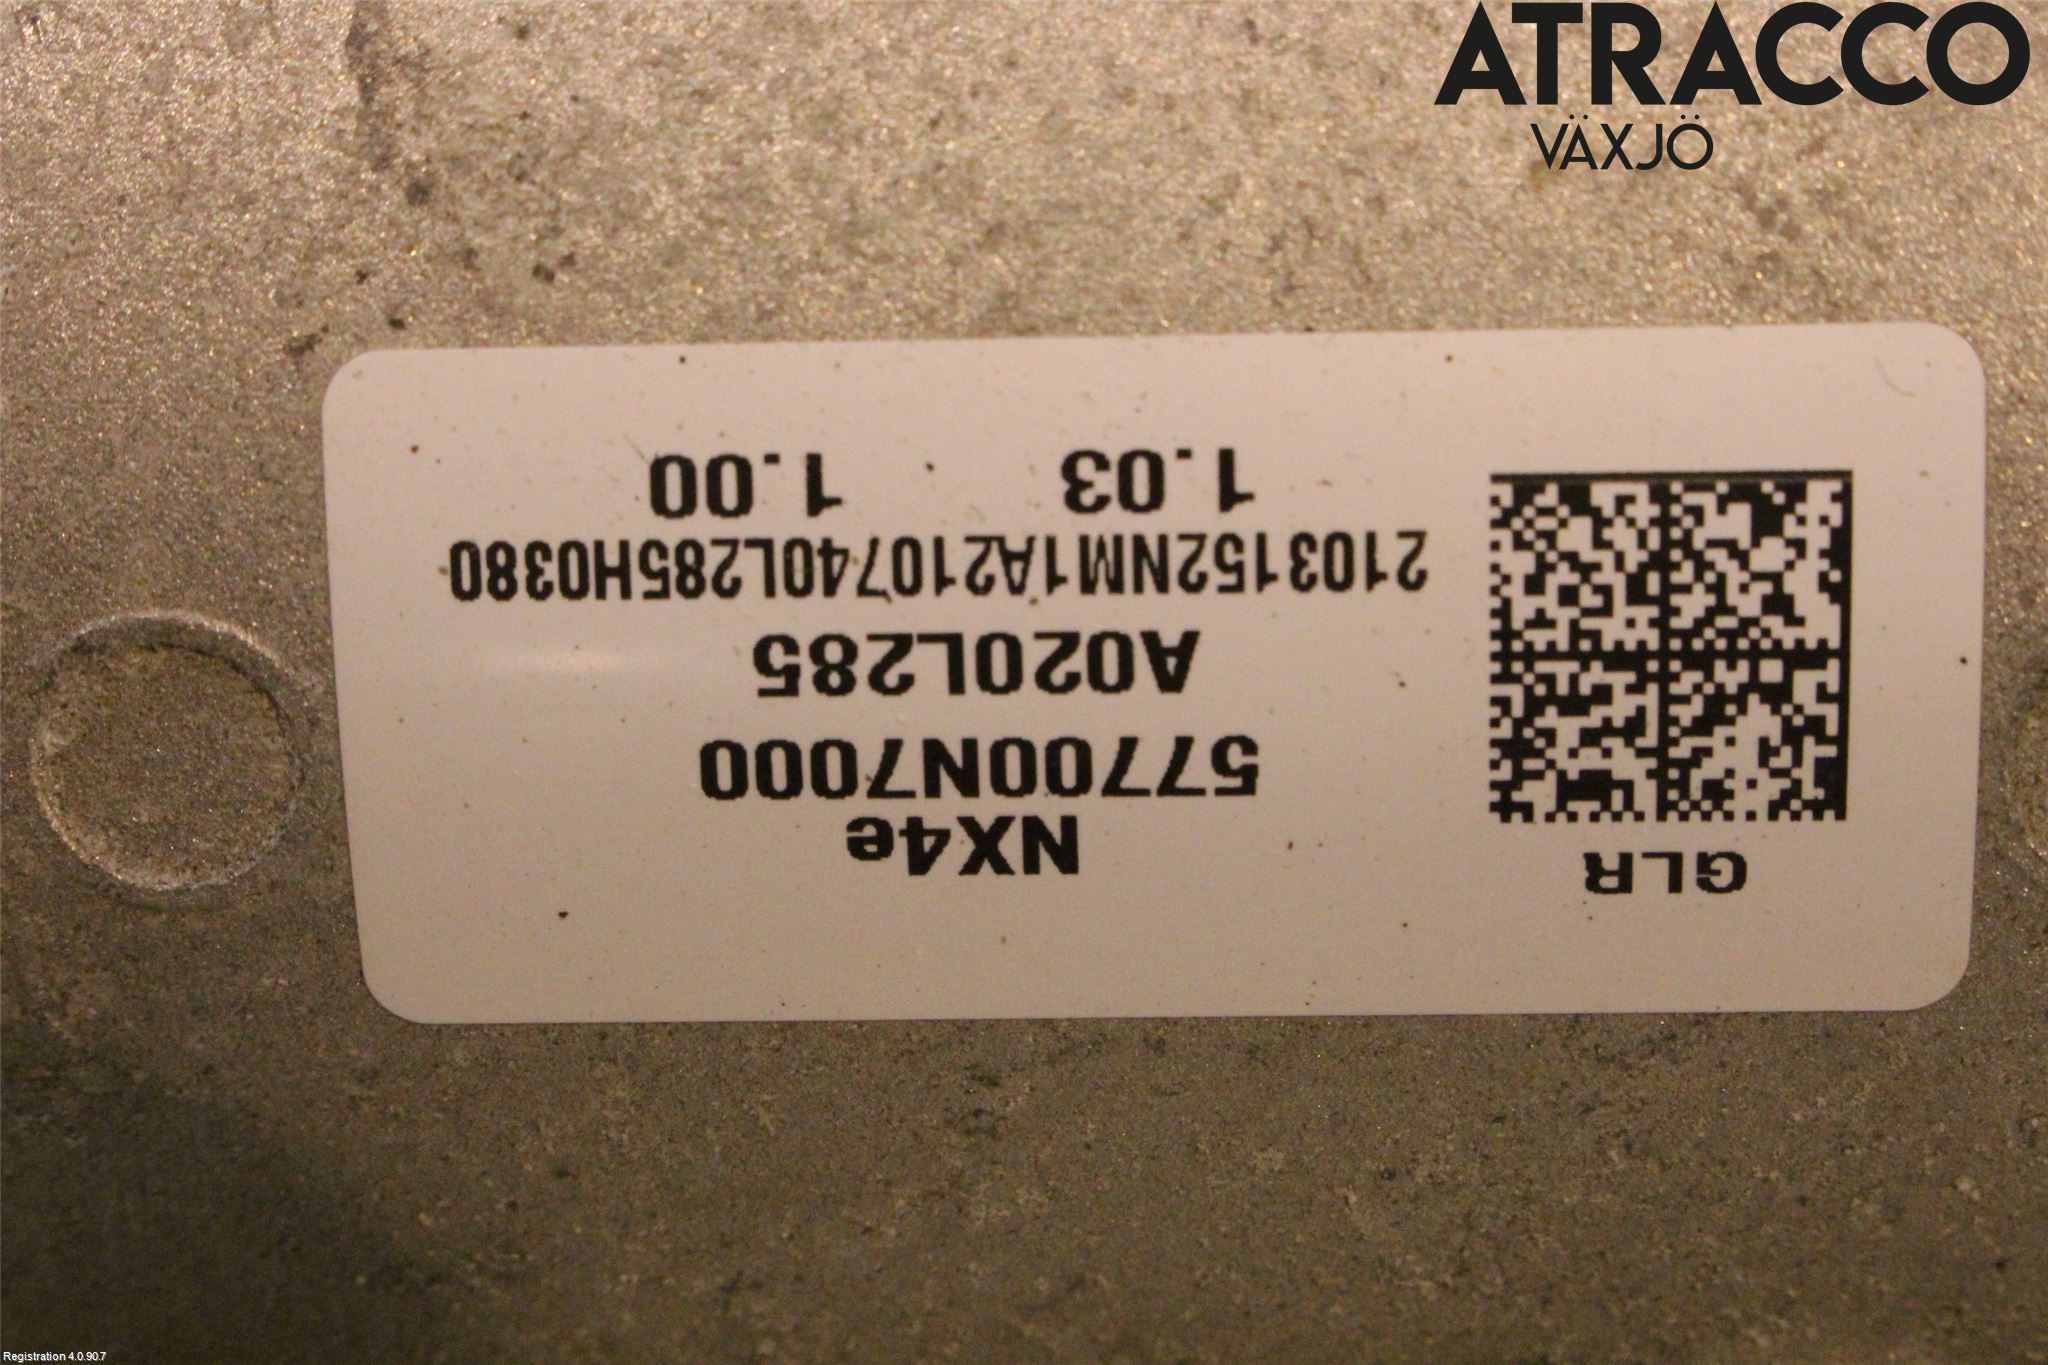 ATRACCO
VÄXJÖ
GLR
NX4e
57700N7000
A020L285
2103152NM1A210740L285H0380
1.03 1.00
Registration 4.0.90.7